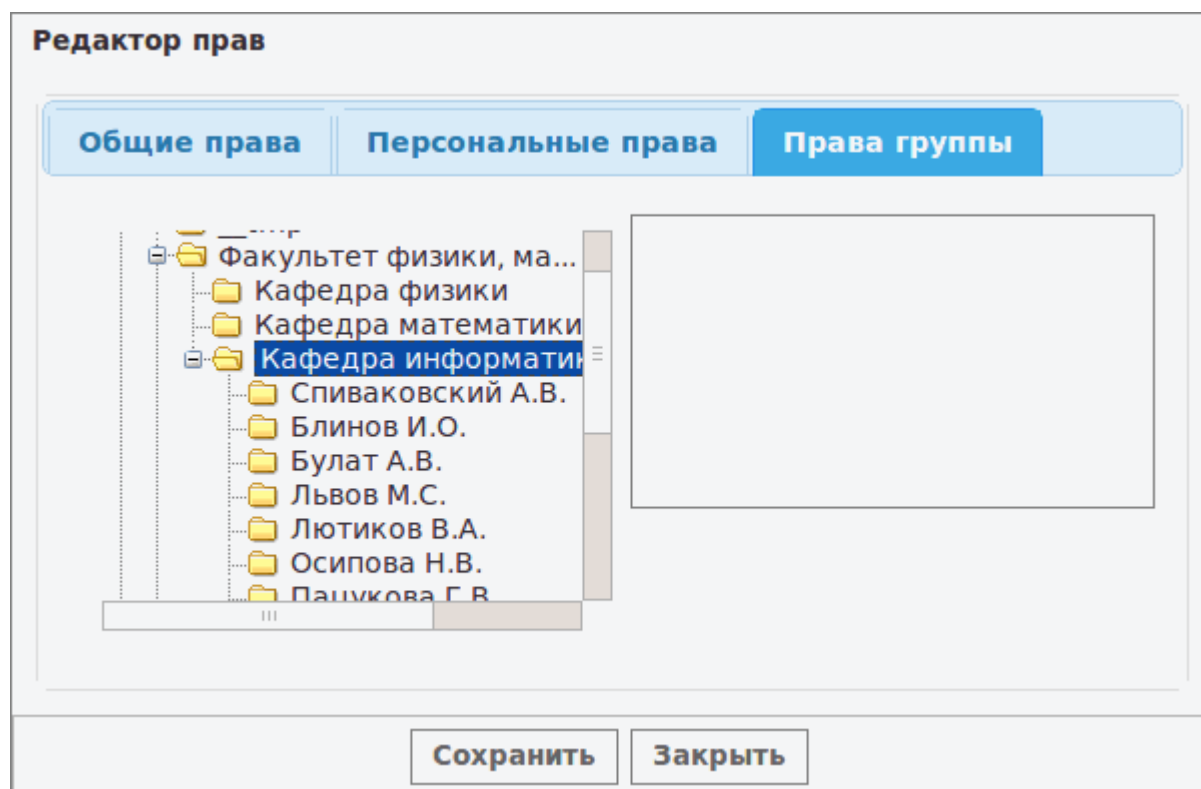 Редактор прав
Общие права Персональные права Права группы
Факультет физики, ма...
Кафедра физики
Кафедра математики
Кафедра информатик
Спиваковский А.В.
Блинов И.О.
Булат А.В.
Львов М.С.
Лютиков В.А.
Осипова Н.В.
Пацукова Г.В
Сохранить Закрыть